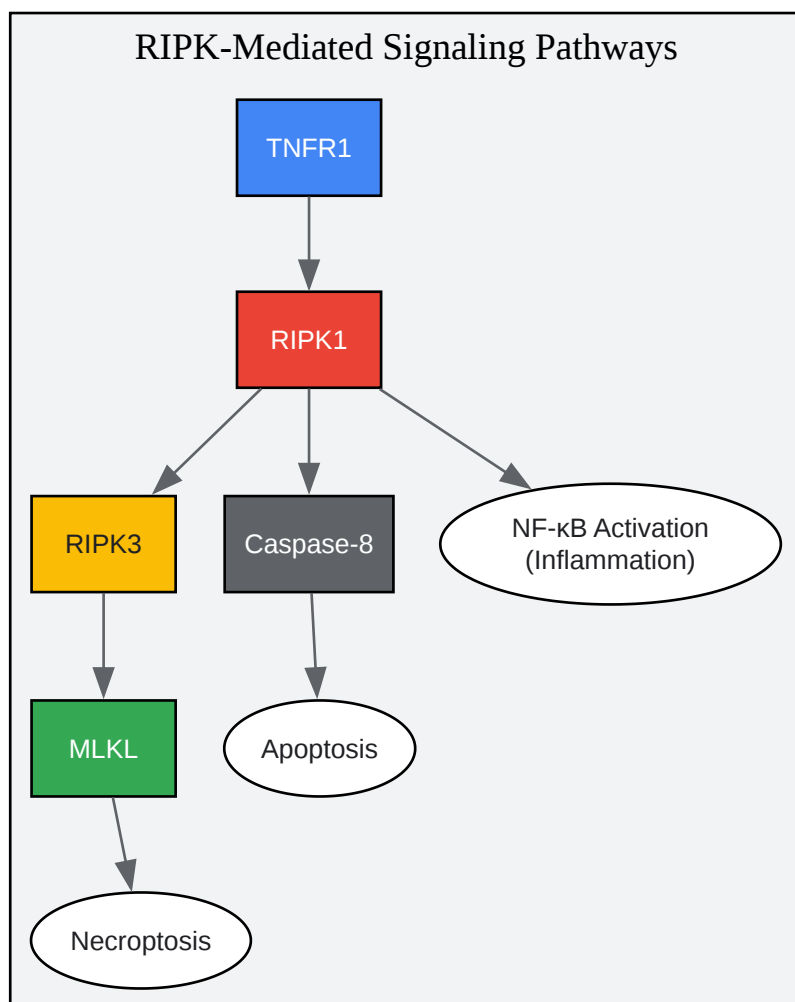 RIPK-Mediated Signaling Pathways
TNFR1
RIPK1
RIPK3
Caspase-8
NF-κB Activation
(Inflammation)
MLKL
Apoptosis
Necroptosis